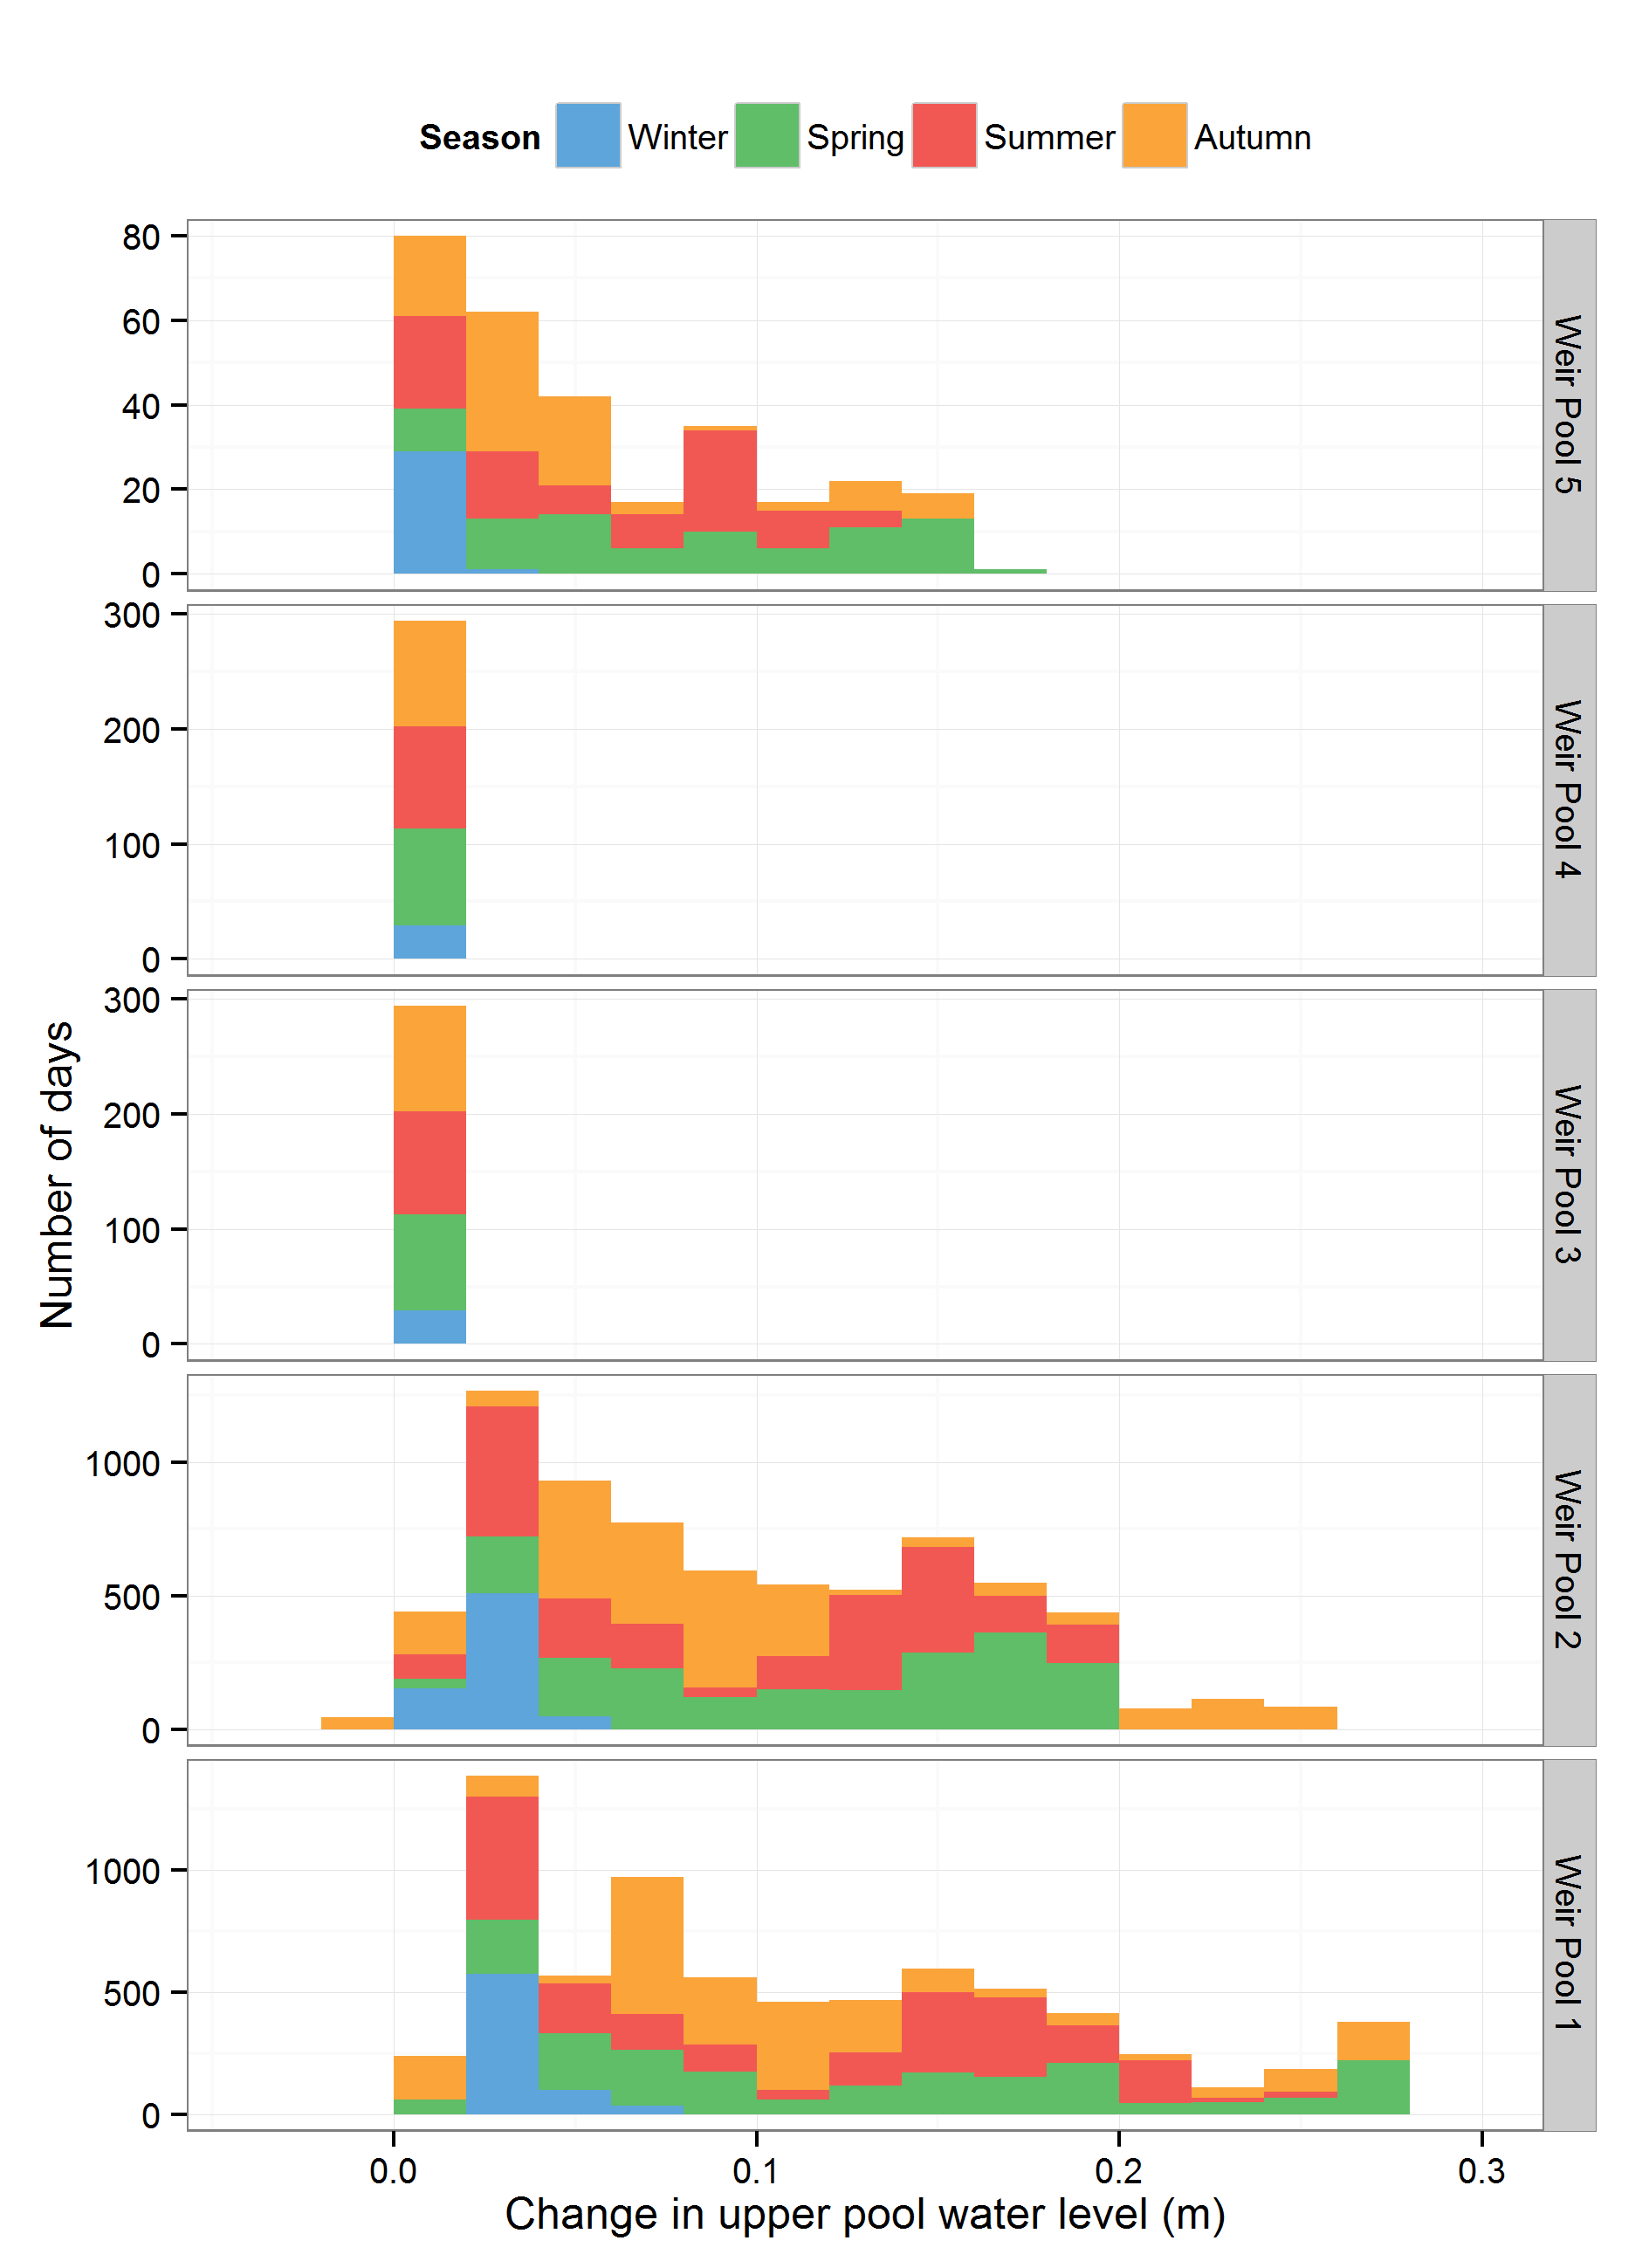 Season Winter Spring Summer Autumn
80
60
40
20
0
Weir Pool 5
300
200
100
0
Weir Pool 4
300
200
100
0
Weir Pool 3
Number of days
1000
500
0
Weir Pool 2
1000
500
0
Weir Pool 1
0.0 0.1 0.2 0.3
Change in upper pool water level (m)